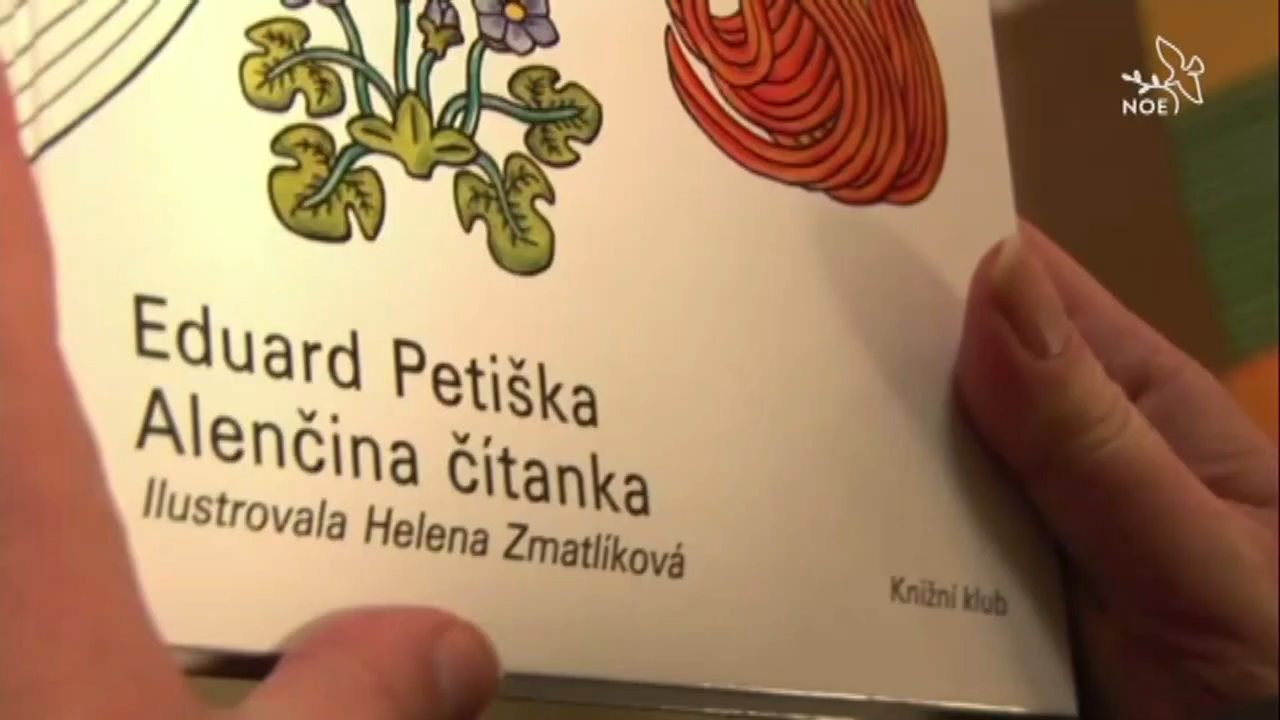 NOE
Eduard Petiška
Alenčina čítanka
Ilustrovala Helena Zmatlíková
Knižní klub